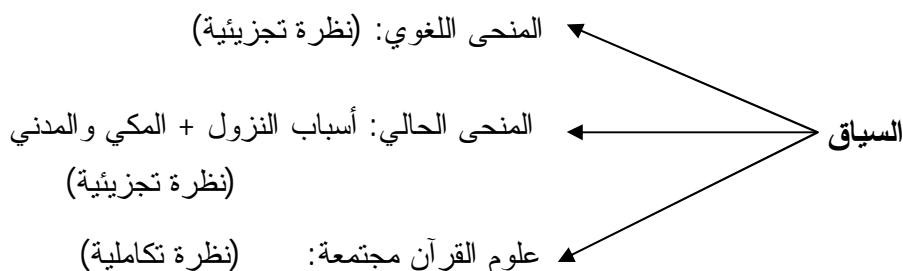 المنحى اللغوي: (نظرة تجزيئية)
السياق
المنحى الحالي: أسباب النزول + المكي والمدني
(نظرة تجزيئية)
علوم القرآن مجتمعة: (نظرة تكاملية)